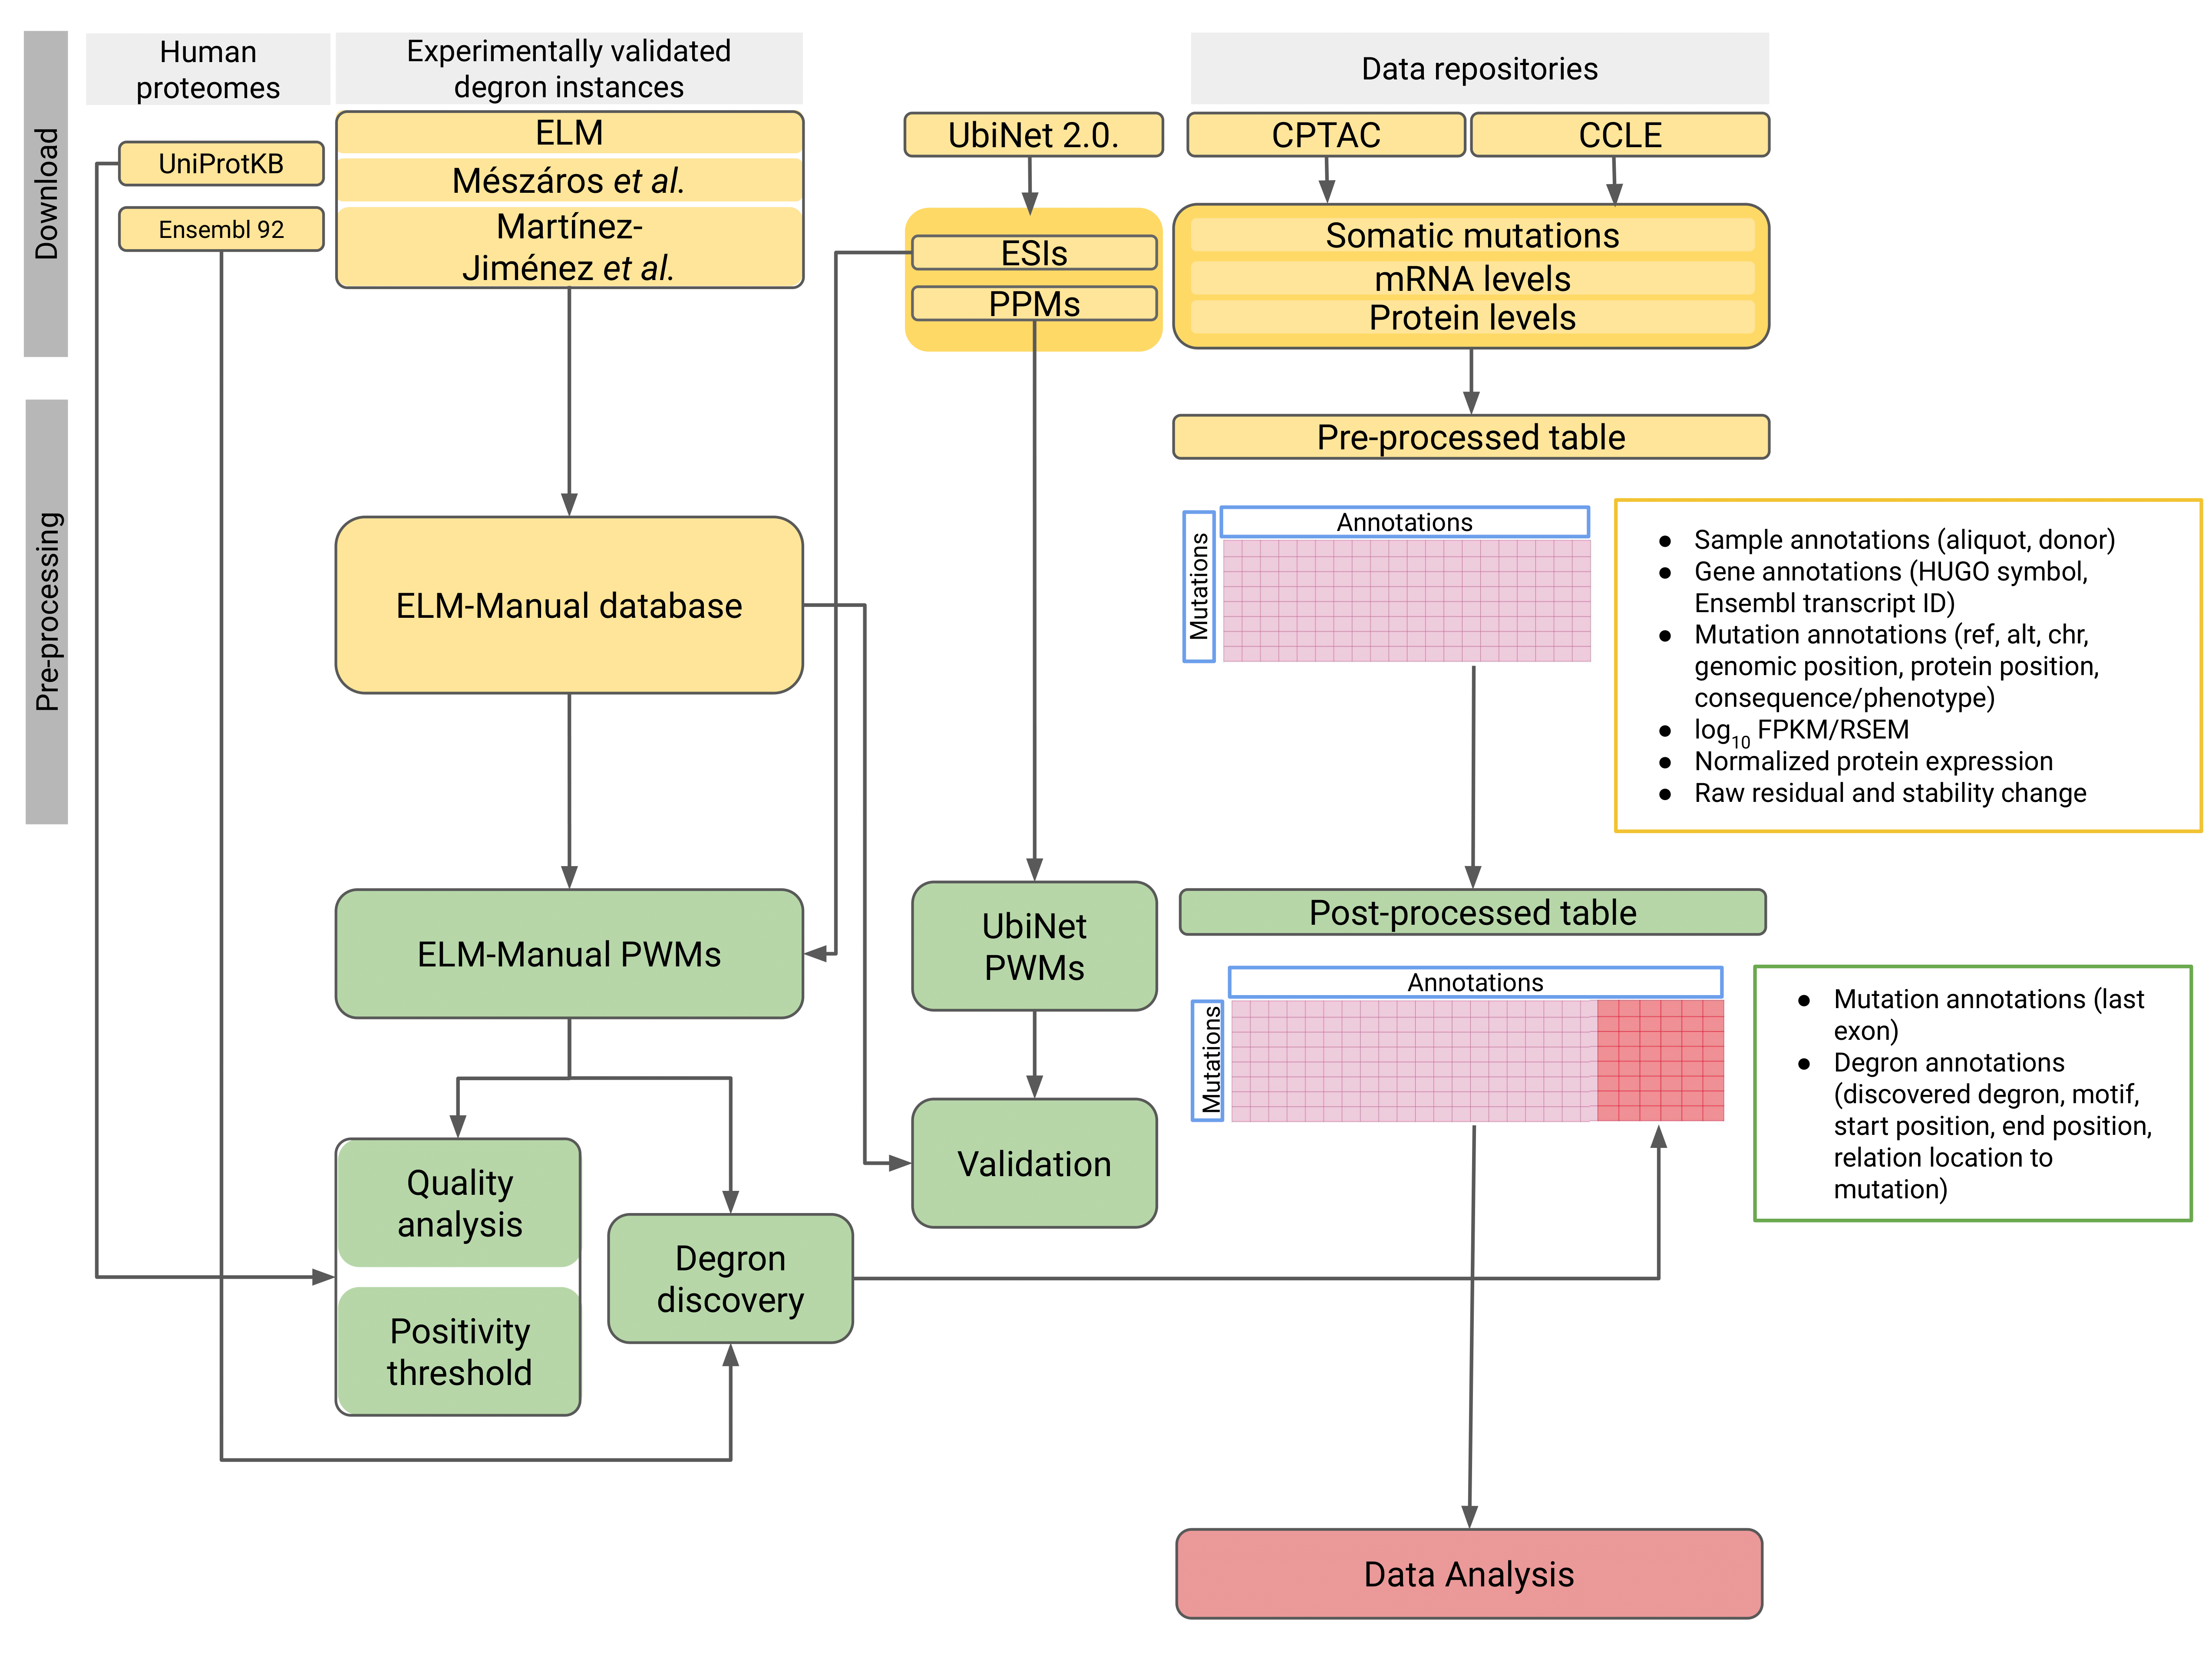 Download
Human
proteomes
UniProtKB
Ensembl 92
Experimentally validated
degron instances
ELM
Mészáros et al.
Martínez-
Jiménez et al.
UbiNet 2.0.
ESIs
PPMs
Data repositories
CPTAC
CCLE
Somatic mutations
mRNA levels
Protein levels
Pre-processing
Pre-processed table
Annotations
Mutations
● Sample annotations (aliquot, donor)
● Gene annotations (HUGO symbol,
Ensembl transcript ID)
● Mutation annotations (ref, alt, chr,
genomic position, protein position,
consequence/phenotype)
● log10 FPKM/RSEM
● Normalized protein expression
● Raw residual and stability change
ELM-Manual database
ELM-Manual PWMs
UbiNet
PWMs
Post-processed table
Annotations
Mutations
● Mutation annotations (last
exon)
● Degron annotations
(discovered degron, motif,
start position, end position,
relation location to
mutation)
Quality
analysis
Positivity
threshold
Degron
discovery
Validation
Data Analysis